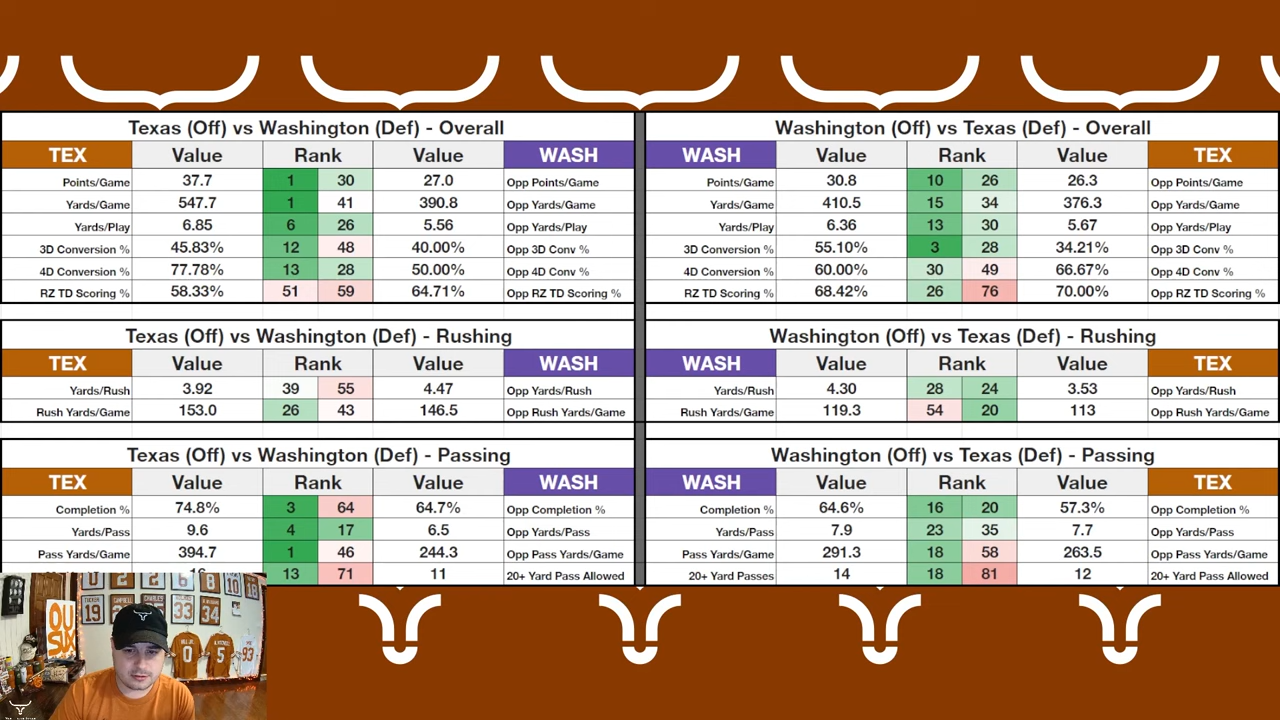 Texas (Off) vs Washington (Def) - Overall
TEX Value Rank Value WASH
Points/Game 37.7 1 30 27.0 Opp Points/Game
Yards/Game 547.7 1 41 390.8 Opp Yards/Game
Yards/Play 6.85 6 26 5.56 Opp Yards/Play
3D Conversion % 45.83% 12 48 40.00% Opp 3D Conv %
4D Conversion % 77.78% 13 28 50.00% Opp 4D Conv %
RZ TD Scoring % 58.33% 51 59 64.71% Opp RZ TD Scoring %
Texas (Off) vs Washington (Def) - Rushing
TEX Value Rank Value WASH
Yards/Rush 3.92 39 55 4.47 Opp Yards/Rush
Rush Yards/Game 153.0 26 43 146.5 Opp Rush Yards/Game
Texas (Off) vs Washington (Def) - Passing
TEX Value Rank Value WASH
Completion % 74.8% 3 64 64.7% Opp Completion %
Yards/Pass 9.6 4 17 6.5 Opp Yards/Pass
Pass Yards/Game 394.7 1 46 244.3 Opp Pass Yards/Game
13 71 11 20+ Yard Pass Allowed
Washington (Off) vs Texas (Def) - Overall
WASH Value Rank Value TEX
Points/Game 30.8 10 26 26.3 Opp Points/Game
Yards/Game 410.5 15 34 376.3 Opp Yards/Game
Yards/Play 6.36 13 30 5.67 Opp Yards/Play
3D Conversion % 55.10% 3 28 34.21% Opp 3D Conv %
4D Conversion % 60.00% 30 49 66.67% Opp 4D Conv %
RZ TD Scoring % 68.42% 26 76 70.00% Opp RZ TD Scoring %
Washington (Off) vs Texas (Def) - Rushing
WASH Value Rank Value TEX
Yards/Rush 4.30 28 24 3.53 Opp Yards/Rush
Rush Yards/Game 119.3 54 20 113 Opp Rush Yards/Game
Washington (Off) vs Texas (Def) - Passing
WASH Value Rank Value TEX
Completion % 64.6% 16 20 57.3% Opp Completion %
Yards/Pass 7.9 23 35 7.7 Opp Yards/Pass
Pass Yards/Game 291.3 18 58 263.5 Opp Pass Yards/Game
20+ Yard Passes 14 18 81 12 20+ Yard Pass Allowed
0 2 2 6 8 10
19 33 34
OU
SUX
0 5 93